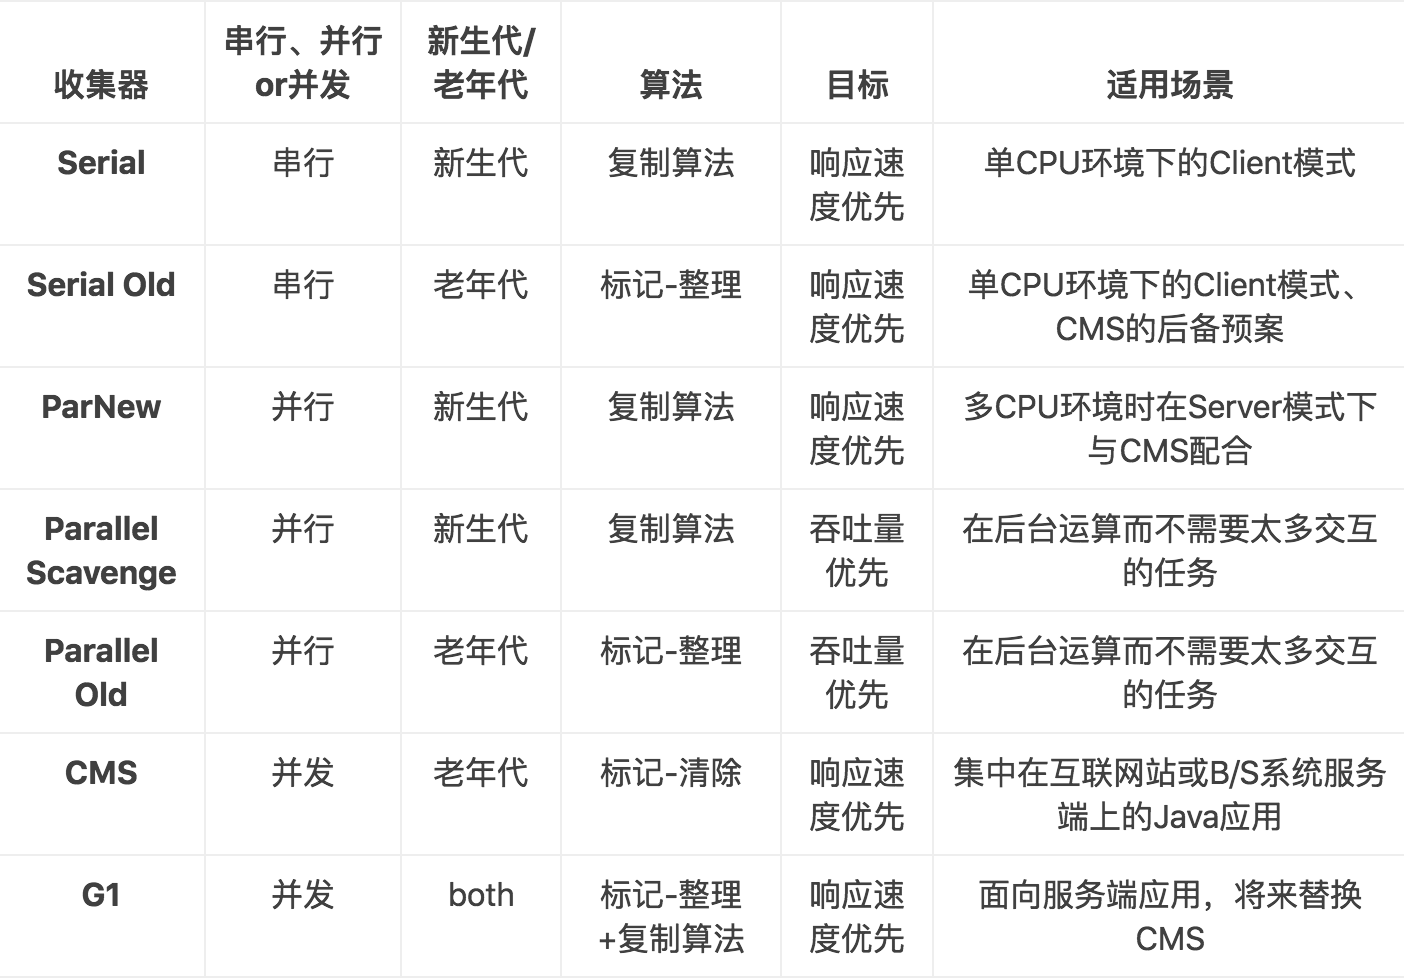 收集器
串行、并行
or并发
新生代/
老年代
算法
目标
适用场景
Serial
串行
新生代
复制算法
响应速
度优先
单CPU环境下的Client模式
Serial Old
串行
老年代
标记-整理
响应速
度优先
单CPU环境下的Client模式、
CMS的后备预案
ParNew
并行
新生代
复制算法
响应速
度优先
多CPU环境时在Server模式下
与CMS配合
Parallel
Scavenge
并行
新生代
复制算法
吞吐量
优先
在后台运算而不需要太多交互
的任务
Parallel
Old
并行
老年代
标记-整理
吞吐量
优先
在后台运算而不需要太多交互
的任务
CMS
并发
老年代
标记-清除
响应速
度优先
集中在互联网站或B/S系统服务
端上的Java应用
G1
并发
both
标记-整理
+复制算法
响应速
度优先
面向服务端应用，将来替换
CMS